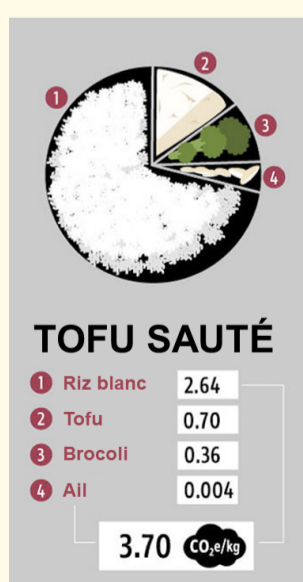 1
2
3
4
TOFU SAUTÉ
1 Riz blanc 2.64
2 Tofu 0.70
3 Brocoli 0.36
4 Ail 0.004
3.70 CO₂e/kg